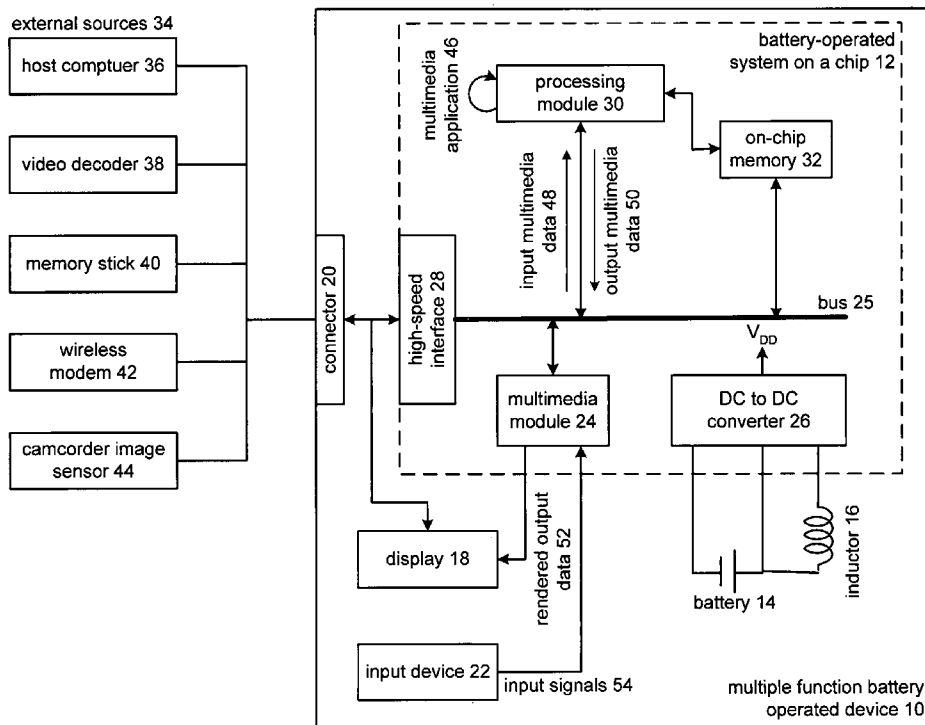 external sources 34
host comptuer 36
video decoder 38
memory stick 40
wireless
modem 42
camcorder image
sensor 44
connector 20
high-speed
interface 28
battery-operated
system on a chip 12
multimedia
application 46
processing
module 30
on-chip
memory 32
input multimedia
data 48
output multimedia
data 50
bus 25
VDD
multimedia
module 24
DC to DC
converter 26
display 18
rendered output
data 52
battery 14
inductor 16
input device 22
input signals 54
multiple function battery
operated device 10